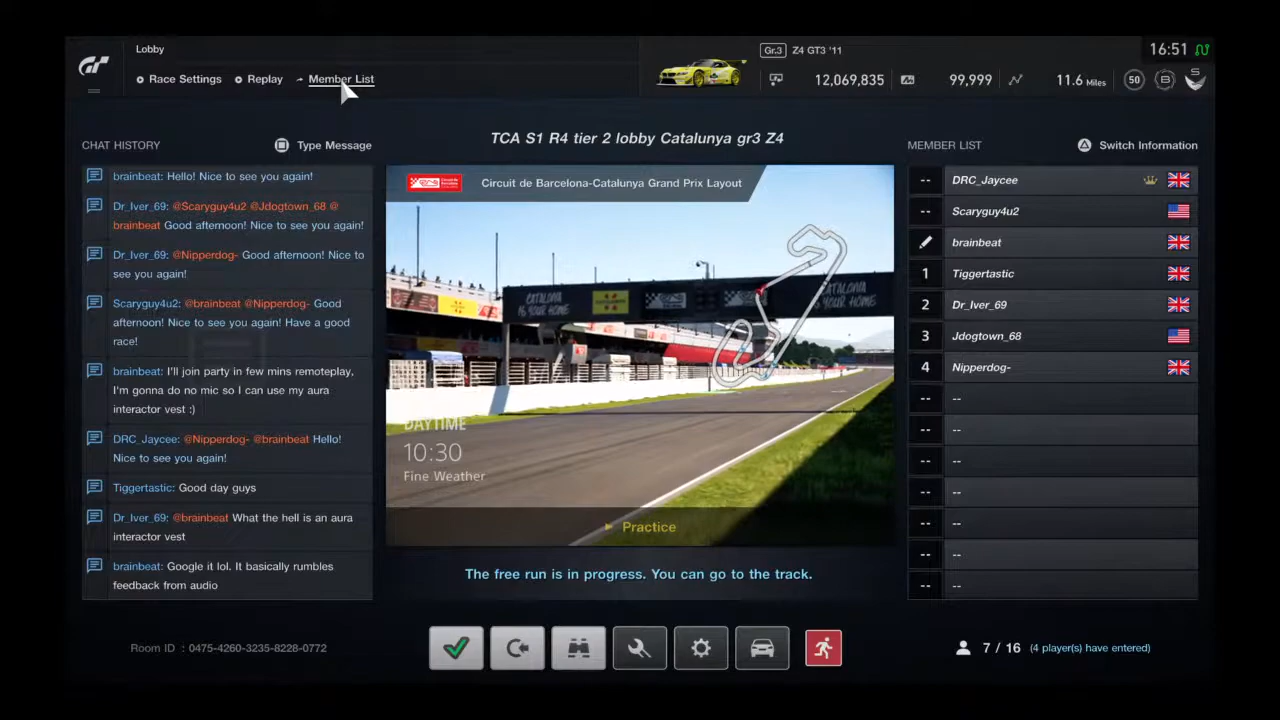 Lobby
Race Settings Replay Member List
Gr.3 Z4 GT3 '11
12,069,835 99,999 11.6 Miles 50 B S
16:51
CHAT HISTORY Type Message
brainbeat: Hello! Nice to see you again!
Dr_Iver_69: @Scaryguy4u2 @Jdogtown_68 @
brainbeat Good afternoon! Nice to see you again!
Dr_Iver_69: @Nipperdog- Good afternoon! Nice to
see you again!
Scaryguy4u2: @brainbeat @Nipperdog- Good
afternoon! Nice to see you again! Have a good
race!
brainbeat: I'll join party in few mins remoteplay,
I'm gonna do no mic so I can use my aura
interactor vest :)
DRC_Jaycee: @Nipperdog- @brainbeat Hello!
Nice to see you again!
Tiggertastic: Good day guys
Dr_Iver_69: @brainbeat What the hell is an aura
interactor vest
brainbeat: Google it lol. It basically rumbles
feedback from audio
TCA S1 R4 tier 2 lobby Catalunya gr3 Z4
Circuit de Barcelona-Catalunya Grand Prix Layout
CATALONIA
IS YOUR HOME
DAYTIME
10:30
Fine Weather
Practice
The free run is in progress. You can go to the track.
MEMBER LIST Switch Information
-- DRC_Jaycee
-- Scaryguy4u2
brainbeat
1 Tiggertastic
2 Dr_Iver_69
3 Jdogtown_68
4 Nipperdog-
-- --
-- --
-- --
-- --
-- --
-- --
-- --
Room ID : 0475-4260-3235-8228-0772
7 / 16 (4 player(s) have entered)